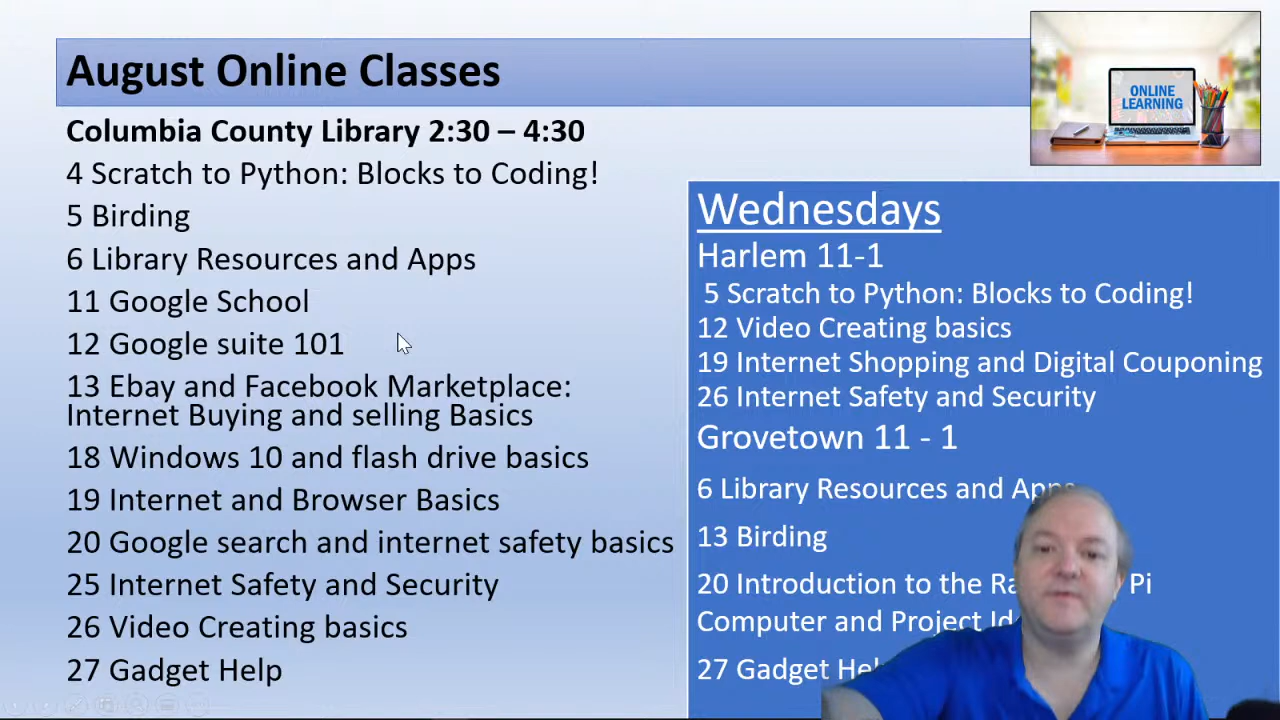 August Online Classes
ONLINE
LEARNING
Columbia County Library 2:30 – 4:30
4 Scratch to Python: Blocks to Coding!
5 Birding
6 Library Resources and Apps
11 Google School
12 Google suite 101
13 Ebay and Facebook Marketplace:
Internet Buying and selling Basics
18 Windows 10 and flash drive basics
19 Internet and Browser Basics
20 Google search and internet safety basics
25 Internet Safety and Security
26 Video Creating basics
27 Gadget Help
Wednesdays
Harlem 11-1
5 Scratch to Python: Blocks to Coding!
12 Video Creating basics
19 Internet Shopping and Digital Couponing
26 Internet Safety and Security
Grovetown 11 - 1
6 Library Resources and Apps
13 Birding
20 Introduction to the Pi
Computer and Project
27 Gadget